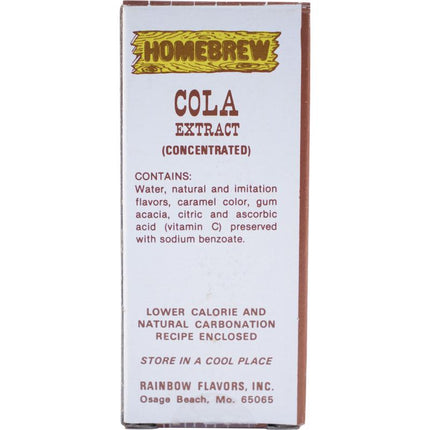 HOMEBREW
COLA
EXTRACT
(CONCENTRATED)
CONTAINS:
Water, natural and imitation
flavors, caramel color, gum
acacia, citric and ascorbic
acid (vitamin C) preserved
with sodium benzoate.
LOWER CALORIE AND
NATURAL CARBONATION
RECIPE ENCLOSED
STORE IN A COOL PLACE
RAINBOW FLAVORS, INC.
Osage Beach, Mo. 65065